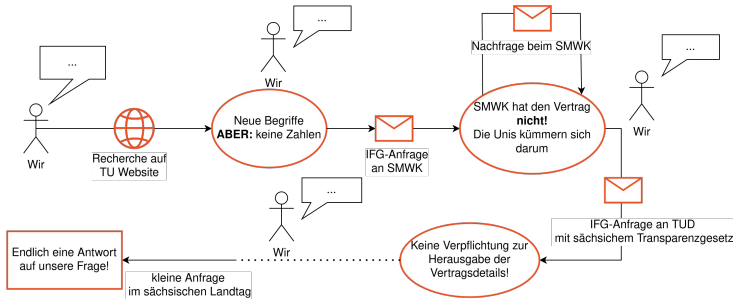 ...
Wir
Recherche auf
TU Website
...
Wir
Neue Begriffe
ABER: keine Zahlen
IFG-Anfrage
an SMWK
Nachfrage beim SMWK
SMWK hat den Vertrag
nicht!
Die Unis kümmern sich
darum
...
Wir
IFG-Anfrage an TUD
mit sächsischem Transparenzgesetz
Keine Verpflichtung zur
Herausgabe der
Vertragsdetails!
...
Wir
kleine Anfrage
im sächsischen Landtag
Endlich eine Antwort
auf unsere Frage!